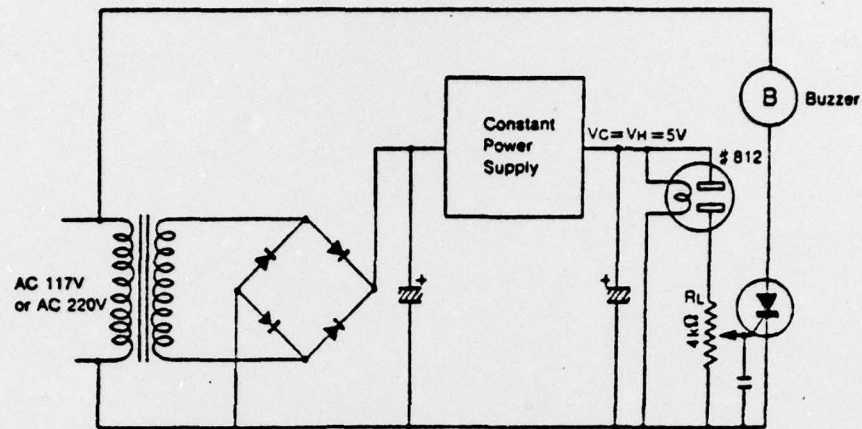 B
Buzzer
Constant
Power
Supply
VC=VH=5V
#812
AC 117V
or AC 220V
+
+
RL
4kΩ